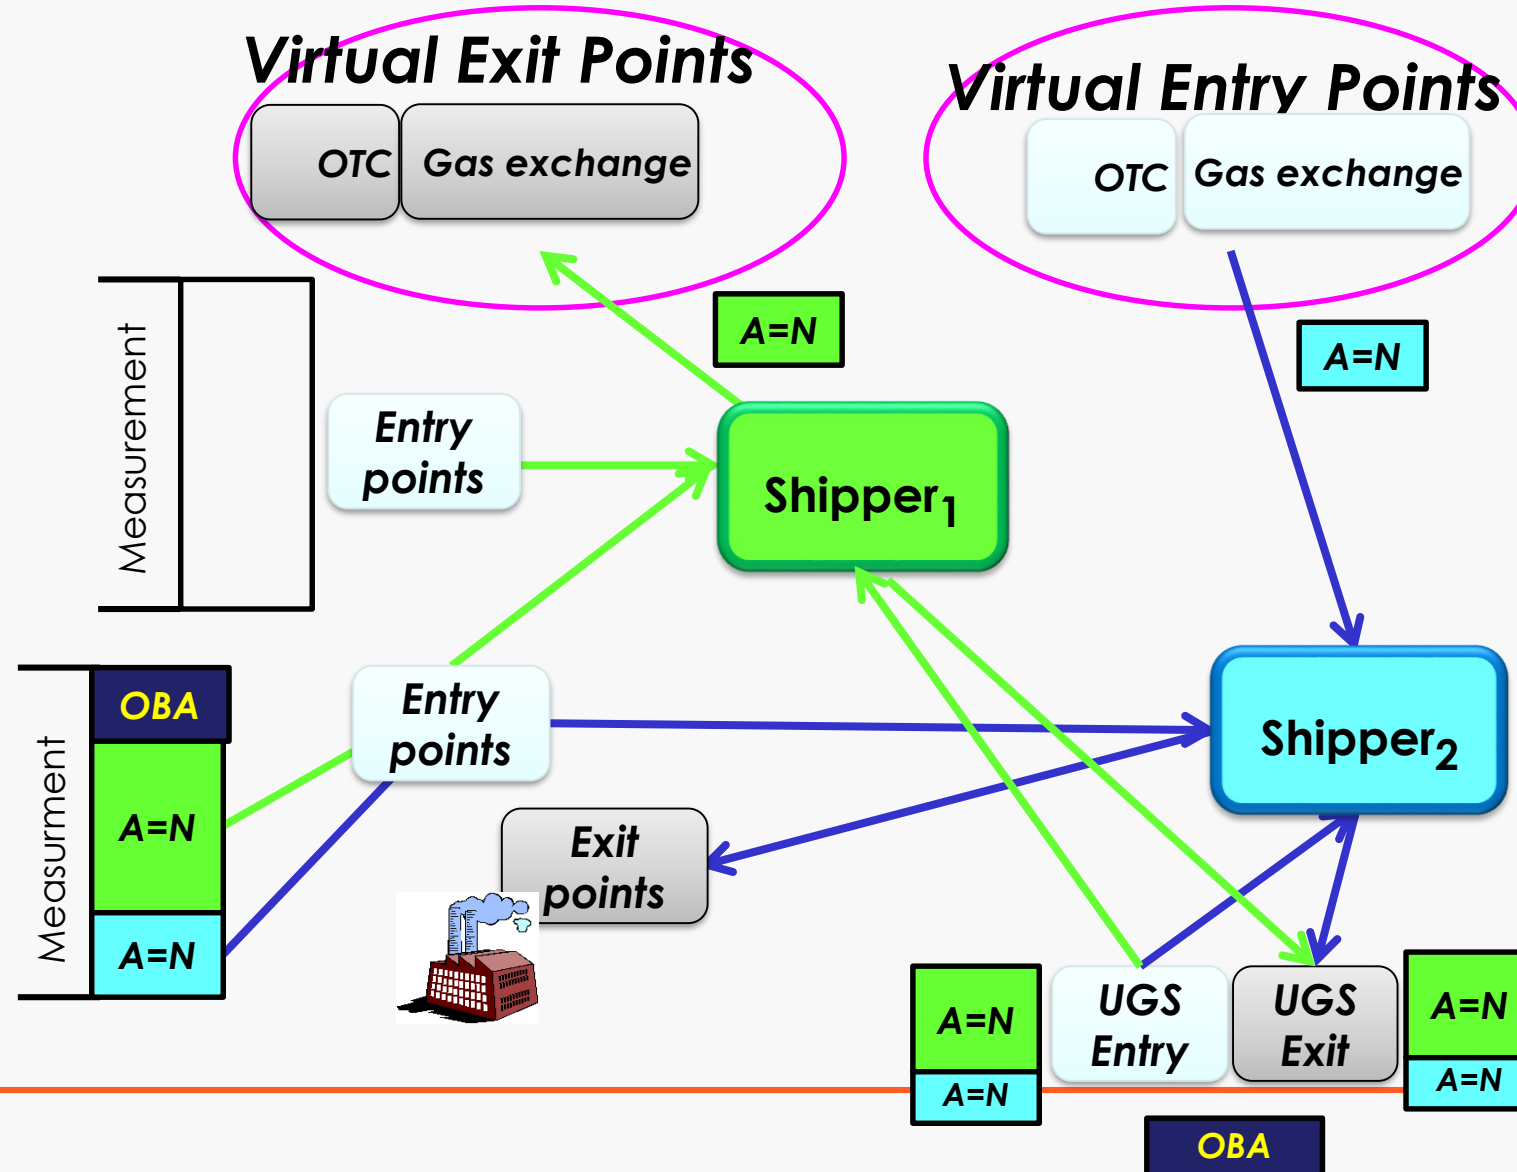 Virtual Exit Points
Virtual Entry Points
OTC
Gas exchange
OTC
Gas exchange
A=N
A=N
Measurement
Entry
points
Shipper1
OBA
Entry
points
Shipper2
Measurment
A=N
Exit
points
A=N
A=N
UGS
Entry
UGS
Exit
A=N
A=N
A=N
OBA